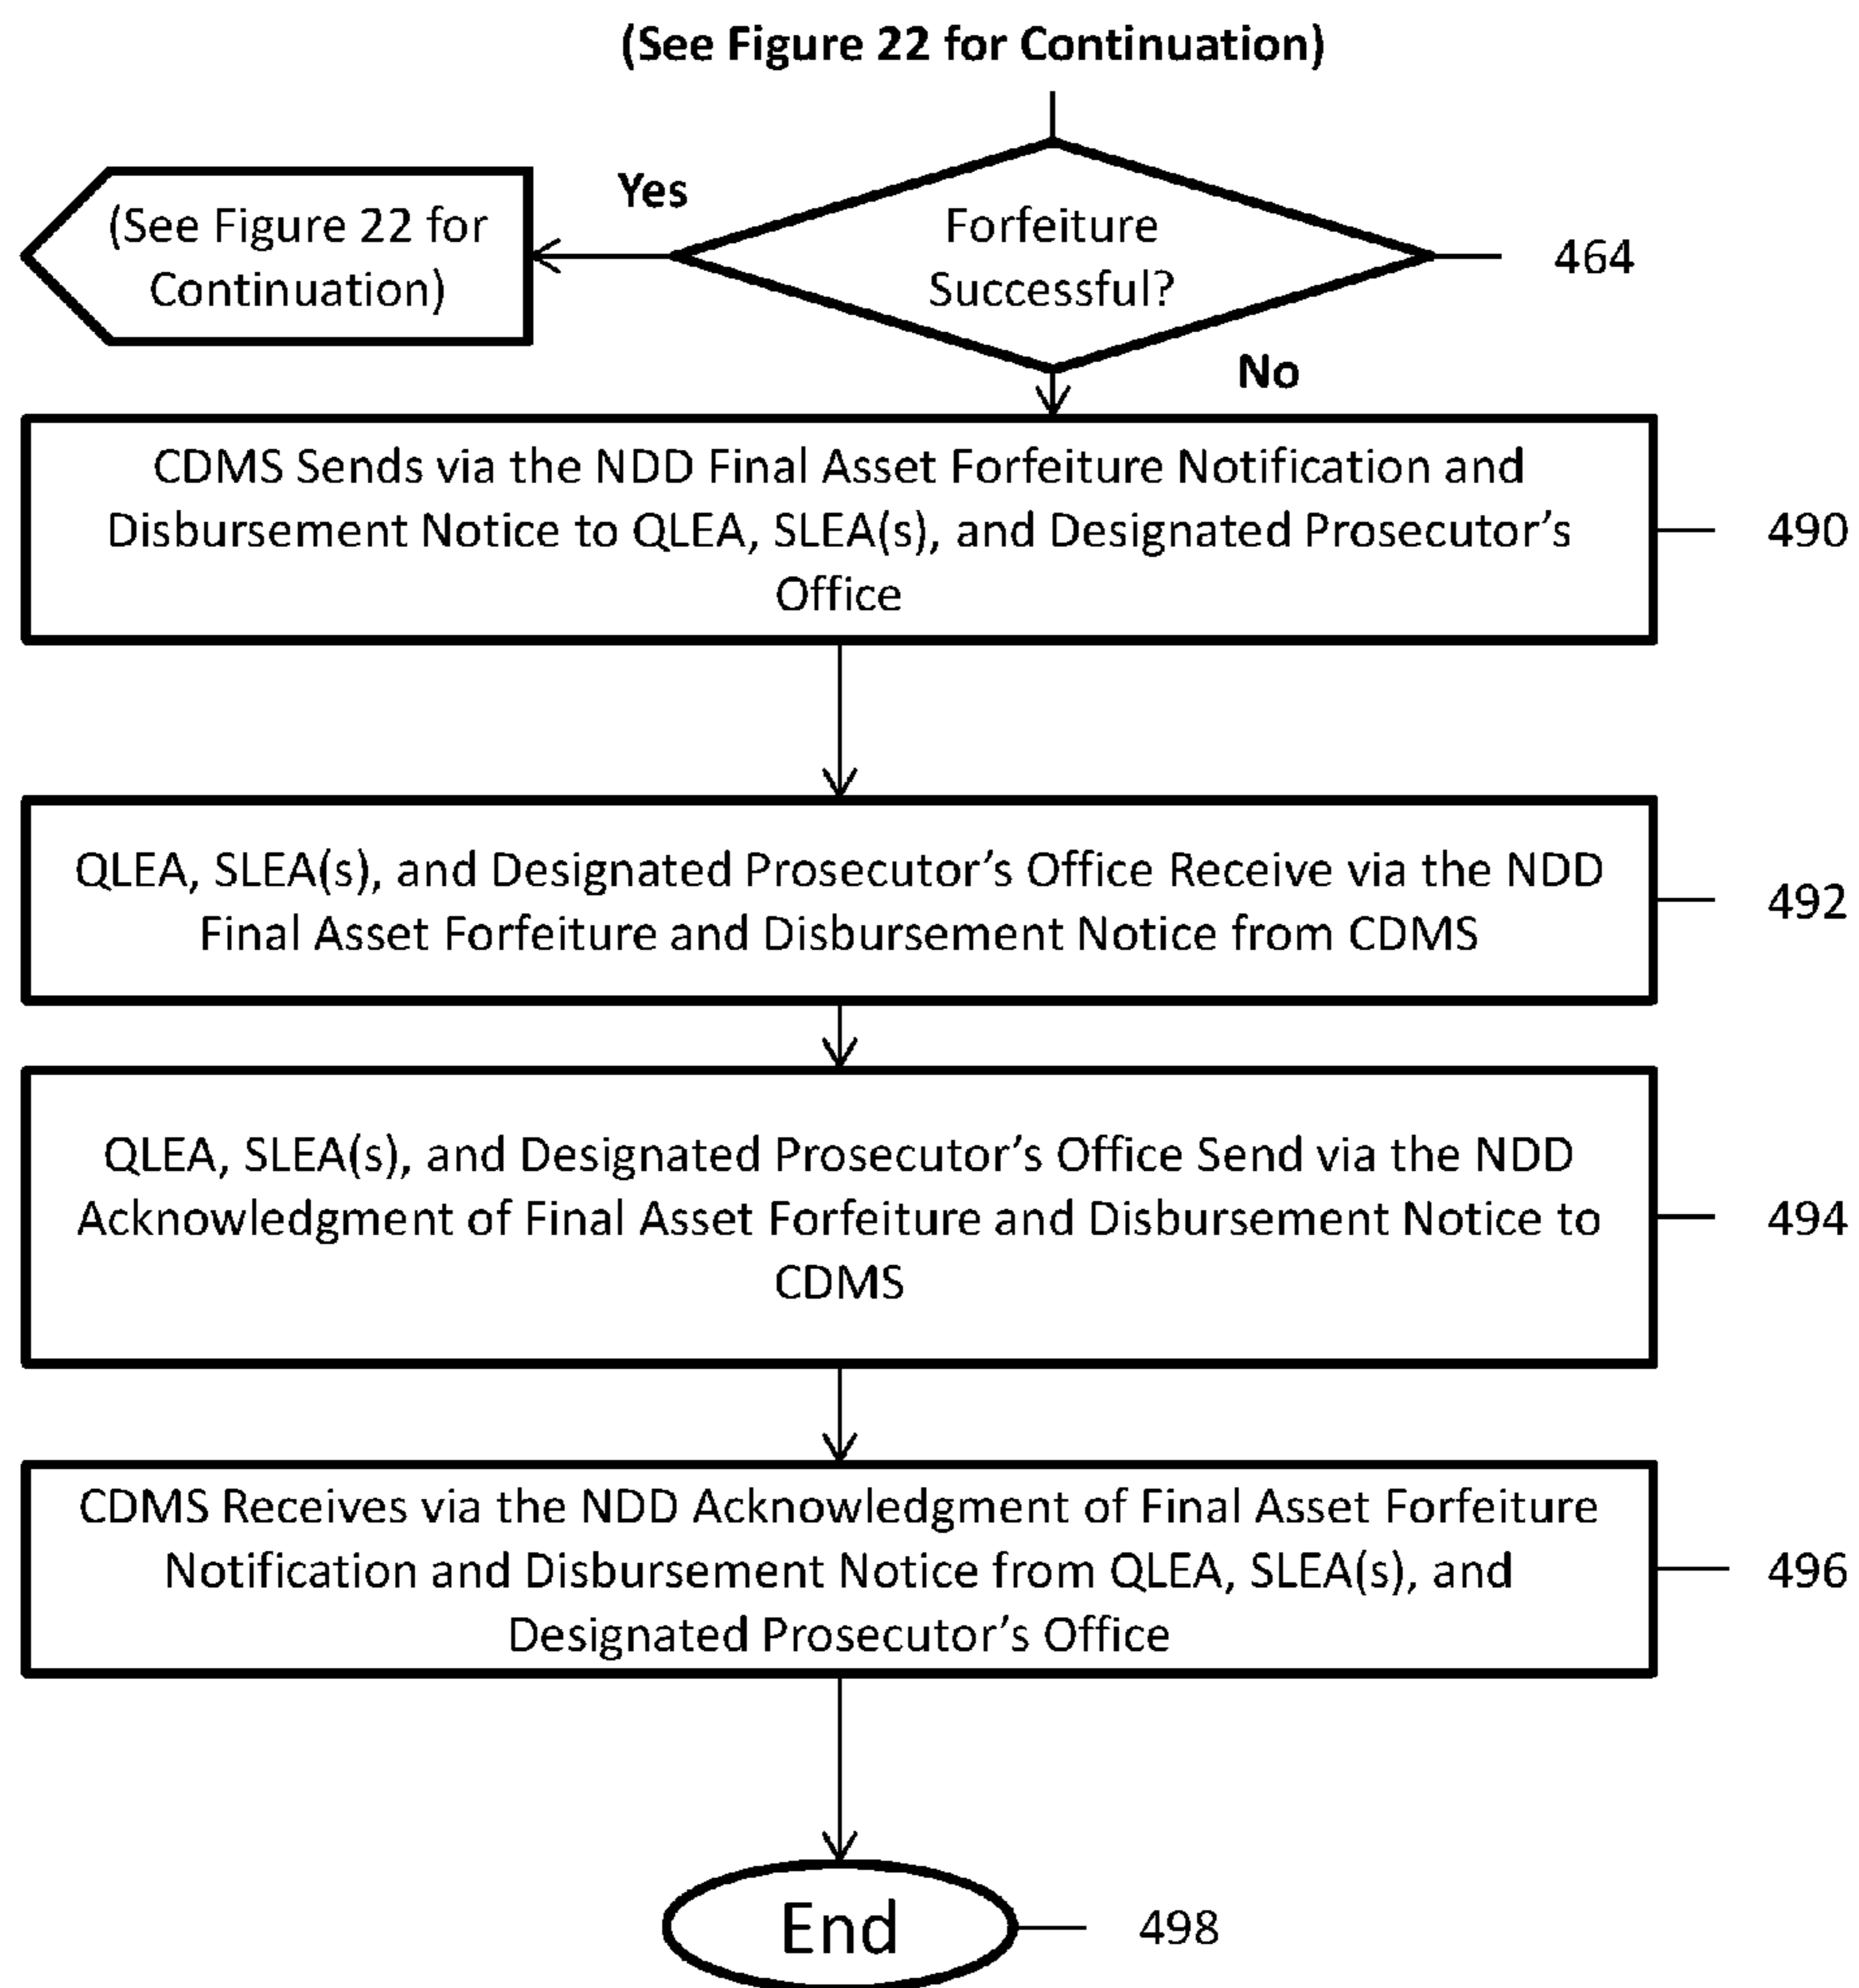 (See Figure 22 for Continuation)
Yes
(See Figure 22 for
Continuation)
Forfeiture
Successful?
464
No
CDMS Sends via the NDD Final Asset Forfeiture Notification and
Disbursement Notice to QLEA, SLEA(s), and Designated Prosecutor’s
Office
490
QLEA, SLEA(s), and Designated Prosecutor’s Office Receive via the NDD
Final Asset Forfeiture and Disbursement Notice from CDMS
492
QLEA, SLEA(s), and Designated Prosecutor’s Office Send via the NDD
Acknowledgment of Final Asset Forfeiture and Disbursement Notice to
CDMS
494
CDMS Receives via the NDD Acknowledgment of Final Asset Forfeiture
Notification and Disbursement Notice from QLEA, SLEA(s), and
Designated Prosecutor’s Office
496
End
498